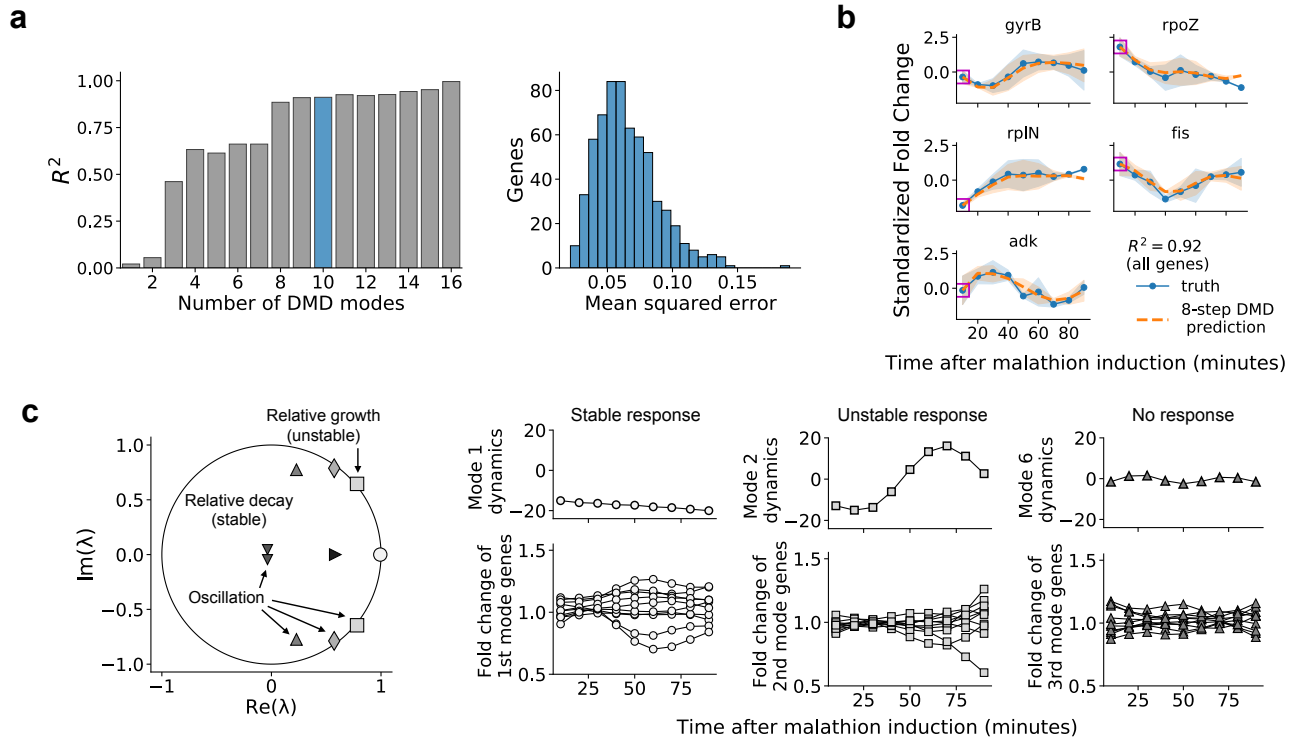 a
R²
1.00
0.75
0.50
0.25
0.00
2 4 6 8 10 12 14 16
Number of DMD modes
Genes
80
60
40
20
0
0.05 0.10 0.15
Mean squared error
b
Standardized Fold Change
gyrB
rpoZ
2.5
0.0
rplN
fis
2.5
0.0
adk
2.5
0.0
20 40 60 80
R² = 0.92
(all genes)
truth
8-step DMD
prediction
Time after malathion induction (minutes)
c
Im(λ)
1.0
0.5
0.0
−0.5
−1.0
Relative growth
(unstable)
Relative decay
(stable)
Oscillation
−1 0 1
Re(λ)
Stable response
Mode 1
dynamics
20
0
−20
Fold change of
1st mode genes
1.5
1.0
0.5
25 50 75
Unstable response
Mode 2
dynamics
20
0
−20
Fold change of
2nd mode genes
1.5
1.0
0.5
25 50 75
No response
Mode 6
dynamics
20
0
−20
Fold change of
3rd mode genes
1.5
1.0
0.5
25 50 75
Time after malathion induction (minutes)